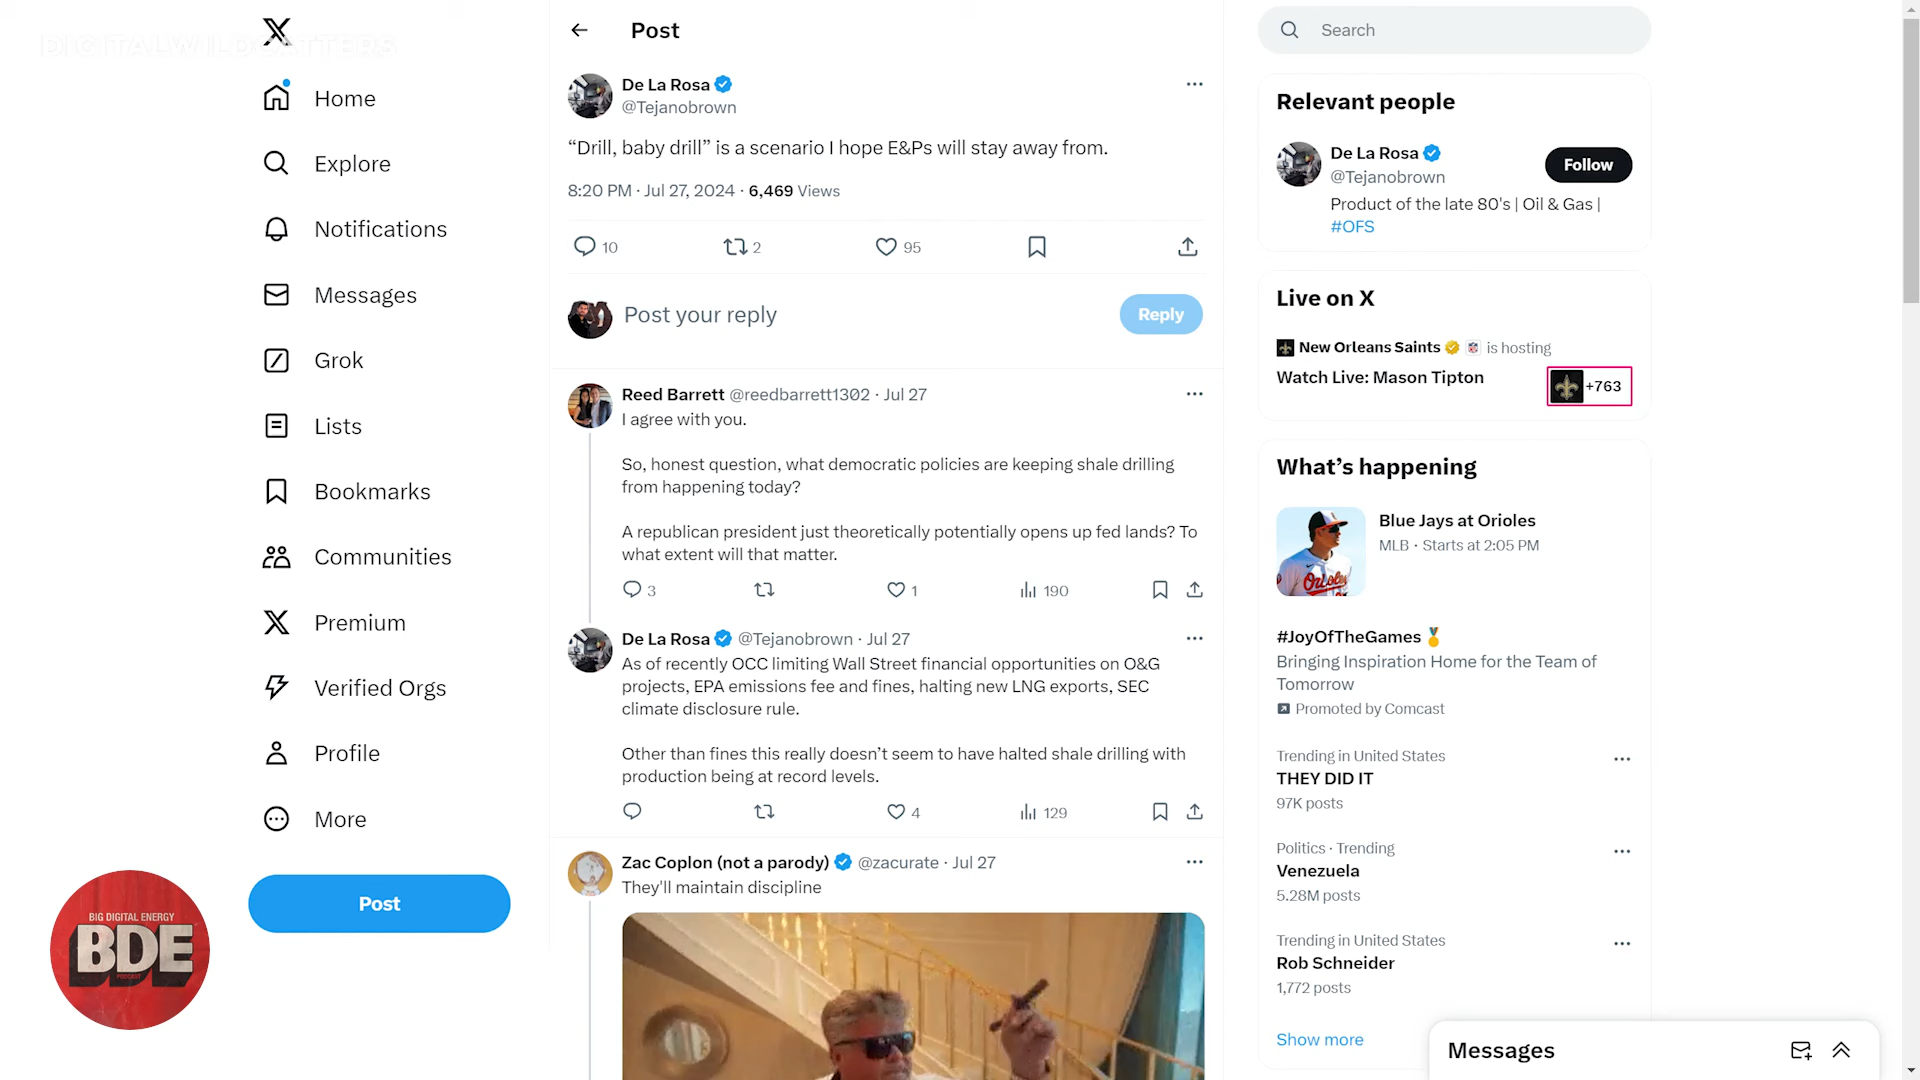 DIGITALWILDCATTERS
Home
Explore
Notifications
Messages
Grok
Lists
Bookmarks
Communities
Premium
Verified Orgs
Profile
More
Post
BIG DIGITAL ENERGY
BDE
PODCAST
Post
De La Rosa
@Tejanobrown
“Drill, baby drill” is a scenario I hope E&Ps will stay away from.
8:20 PM · Jul 27, 2024 · 6,469 Views
10 2 95
Post your reply
Reply
Reed Barrett @reedbarrett1302 · Jul 27
I agree with you.
So, honest question, what democratic policies are keeping shale drilling
from happening today?
A republican president just theoretically potentially opens up fed lands? To
what extent will that matter.
3 1 190
De La Rosa @Tejanobrown · Jul 27
As of recently OCC limiting Wall Street financial opportunities on O&G
projects, EPA emissions fee and fines, halting new LNG exports, SEC
climate disclosure rule.
Other than fines this really doesn’t seem to have halted shale drilling with
production being at record levels.
4 129
Zac Coplon (not a parody) @zacurate · Jul 27
They'll maintain discipline
Search
Relevant people
De La Rosa
@Tejanobrown
Follow
Product of the late 80's | Oil & Gas |
#OFS
Live on X
New Orleans Saints is hosting
Watch Live: Mason Tipton
+763
What’s happening
Blue Jays at Orioles
MLB · Starts at 2:05 PM
Orioles
#JoyOfTheGames
Bringing Inspiration Home for the Team of
Tomorrow
Promoted by Comcast
Trending in United States
THEY DID IT
97K posts
Politics · Trending
Venezuela
5.28M posts
Trending in United States
Rob Schneider
1,772 posts
Show more
Messages